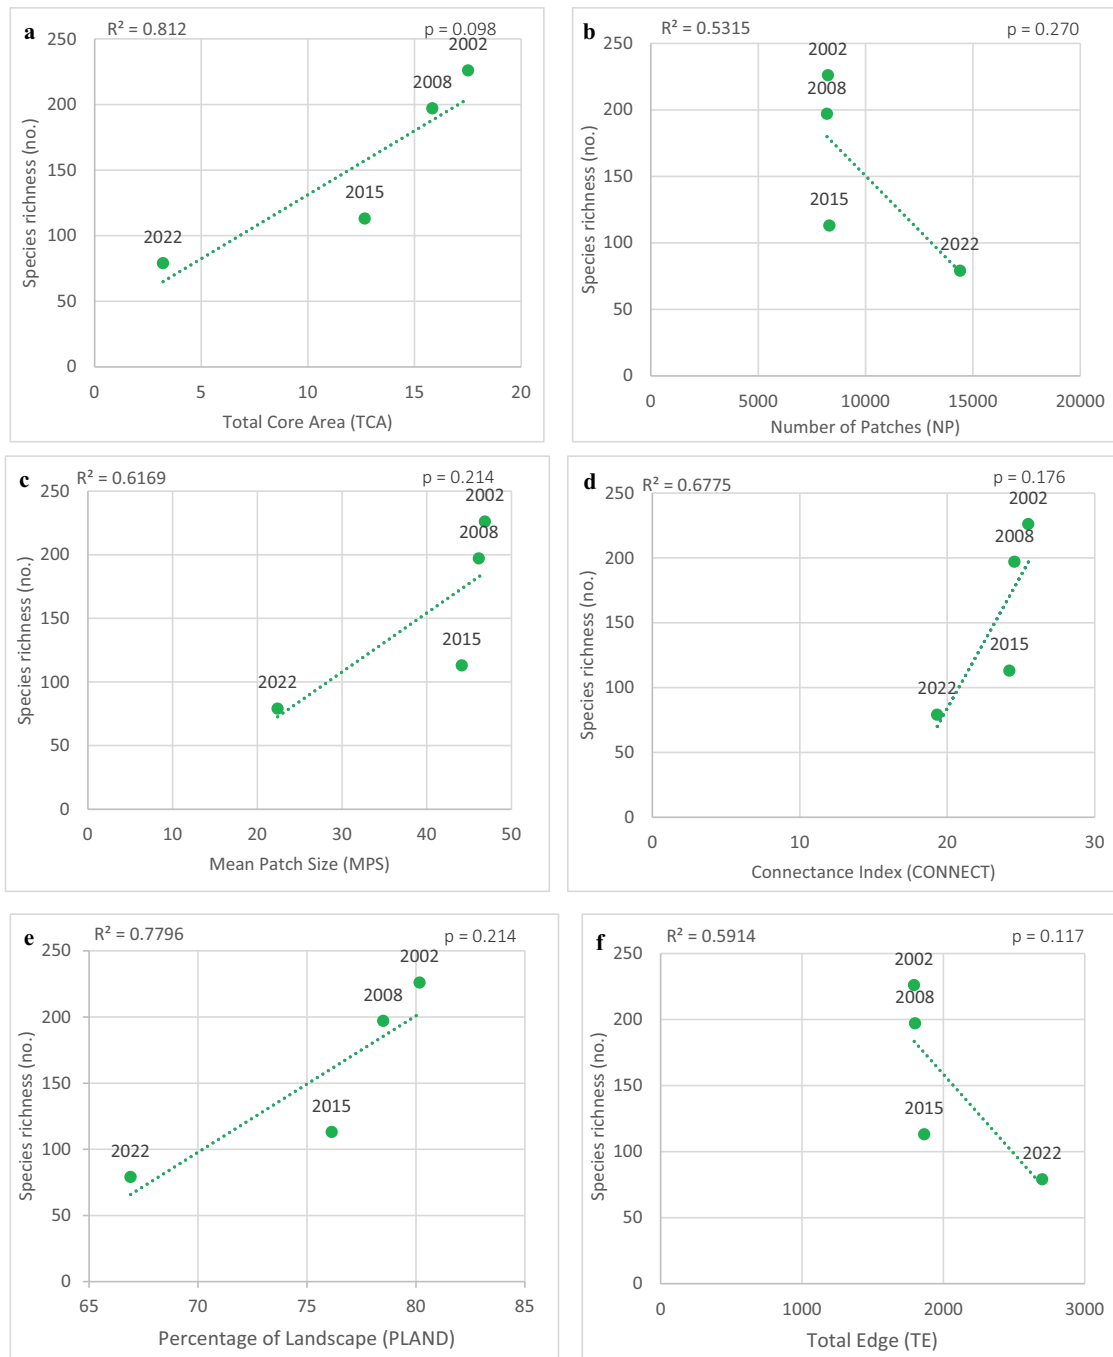 a
R² = 0.812
p = 0.098
2002
2008
2015
2022
250
200
150
100
50
0
Species richness (no.)
0 5 10 15 20
Total Core Area (TCA)
b
R² = 0.5315
p = 0.270
2002
2008
2015
2022
250
200
150
100
50
0
Species richness (no.)
0 5000 10000 15000 20000
Number of Patches (NP)
c
R² = 0.6169
p = 0.214
2002
2008
2015
2022
250
200
150
100
50
0
Species richness (no.)
0 10 20 30 40 50
Mean Patch Size (MPS)
d
R² = 0.6775
p = 0.176
2002
2008
2015
2022
250
200
150
100
50
0
Species richness (no.)
0 10 20 30
Connectance Index (CONNECT)
e
R² = 0.7796
p = 0.214
2002
2008
2015
2022
250
200
150
100
50
0
Species richness (no.)
65 70 75 80 85
Percentage of Landscape (PLAND)
f
R² = 0.5914
p = 0.117
2002
2008
2015
2022
250
200
150
100
50
0
Species richness (no.)
0 1000 2000 3000
Total Edge (TE)